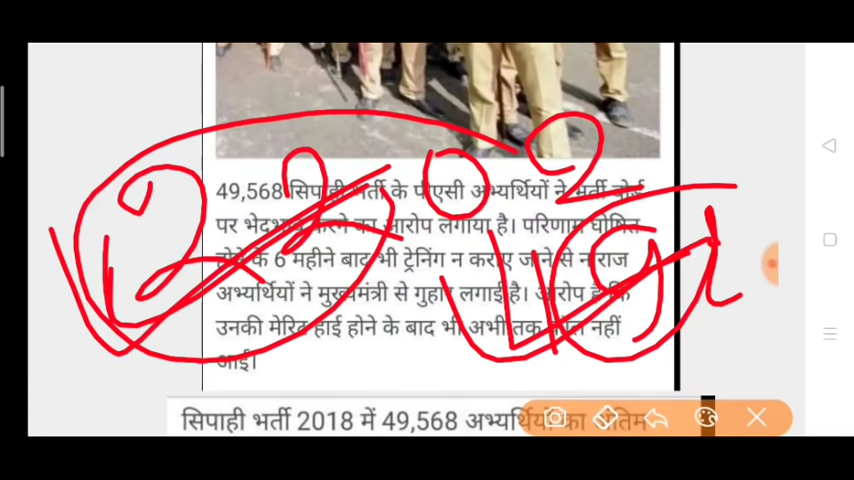 49,568 सिपाही भर्ती के पीएसी अभ्यर्थियों ने भर्ती बोर्ड
पर भेदभाव करने का आरोप लगाया है। परिणाम घोषित
होने के 6 महीने बाद भी ट्रेनिंग न कराए जाने से नाराज
अभ्यर्थियों ने मुख्यमंत्री से गुहार लगाई है। आरोप है कि
उनकी मेरिट हाई होने के बाद भी अभी तक कॉल नहीं
आई।
सिपाही भर्ती 2018 में 49,568 अभ्यर्थियों का अंतिम